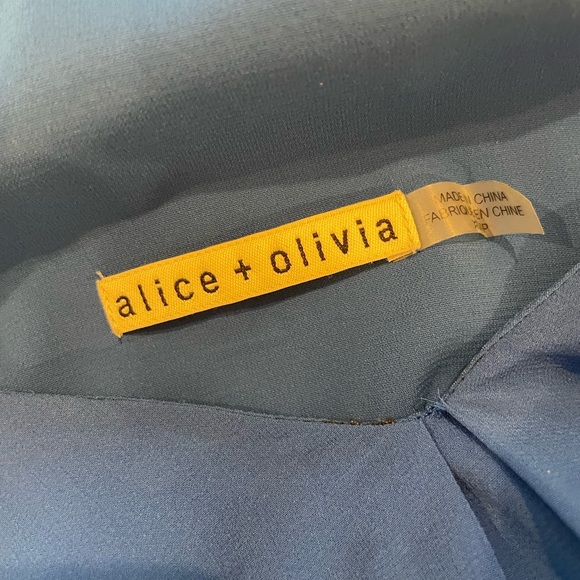 alice + olivia
MADE IN CHINA
FABRIQUE EN CHINE